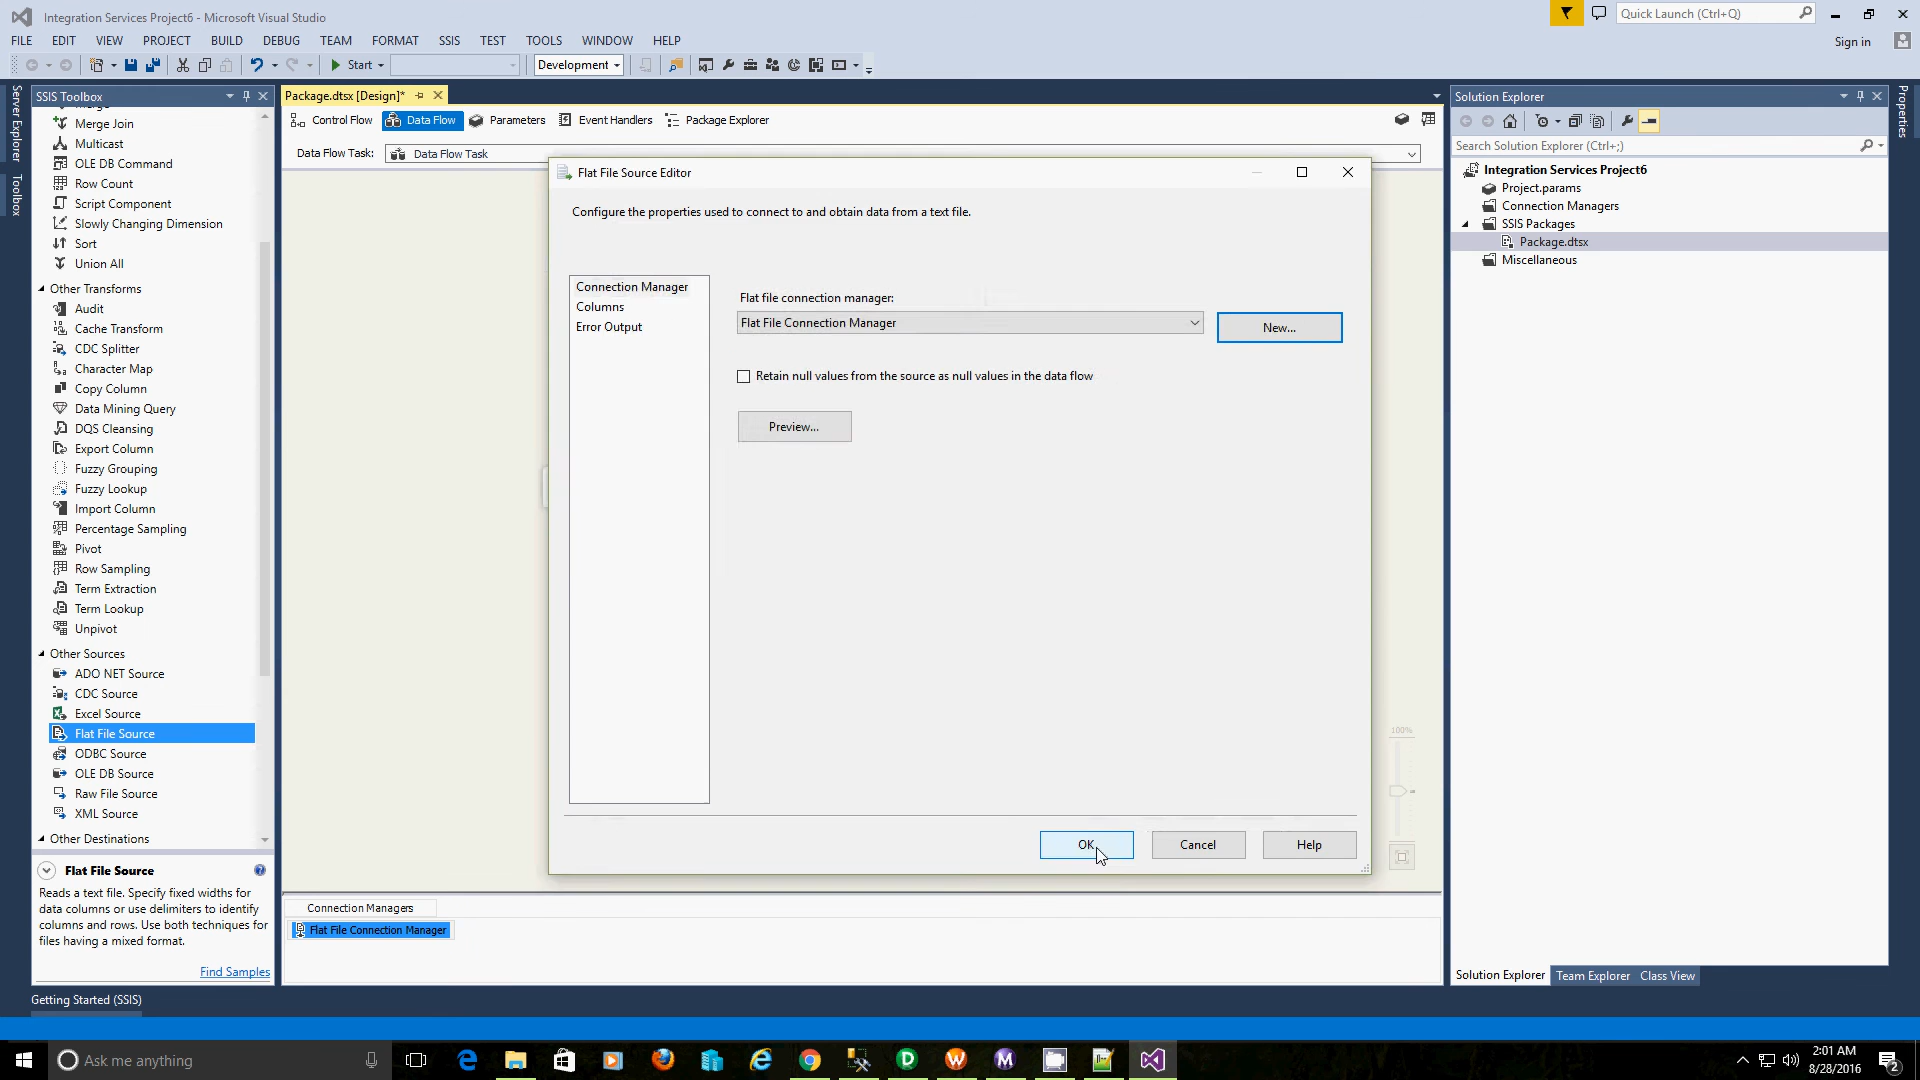 Integration Services Project6 - Microsoft Visual Studio
Quick Launch (Ctrl+Q)
FILE EDIT VIEW PROJECT BUILD DEBUG TEAM FORMAT SSIS TEST TOOLS WINDOW HELP
Sign in
Start
Development
Server Explorer
Toolbox
SSIS Toolbox
Merge
Merge Join
Multicast
OLE DB Command
Row Count
Script Component
Slowly Changing Dimension
Sort
Union All
Other Transforms
Audit
Cache Transform
CDC Splitter
Character Map
Copy Column
Data Mining Query
DQS Cleansing
Export Column
Fuzzy Grouping
Fuzzy Lookup
Import Column
Percentage Sampling
Pivot
Row Sampling
Term Extraction
Term Lookup
Unpivot
Other Sources
ADO NET Source
CDC Source
Excel Source
Flat File Source
ODBC Source
OLE DB Source
Raw File Source
XML Source
Other Destinations
Flat File Source
Reads a text file. Specify fixed widths for
data columns or use delimiters to identify
columns and rows. Use both techniques for
files having a mixed format.
Find Samples
Getting Started (SSIS)
Package.dtsx [Design]*
Control Flow Data Flow Parameters Event Handlers Package Explorer
Data Flow Task: Data Flow Task
Flat File Source Editor
Configure the properties used to connect to and obtain data from a text file.
Connection Manager
Columns
Error Output
Flat file connection manager:
Flat File Connection Manager
New...
Retain null values from the source as null values in the data flow
Preview...
OK Cancel Help
100%
Connection Managers
Flat File Connection Manager
Solution Explorer
Search Solution Explorer (Ctrl+;)
Integration Services Project6
Project.params
Connection Managers
SSIS Packages
Package.dtsx
Miscellaneous
Solution Explorer Team Explorer Class View
Properties
Ask me anything
2:01 AM
8/28/2016
2